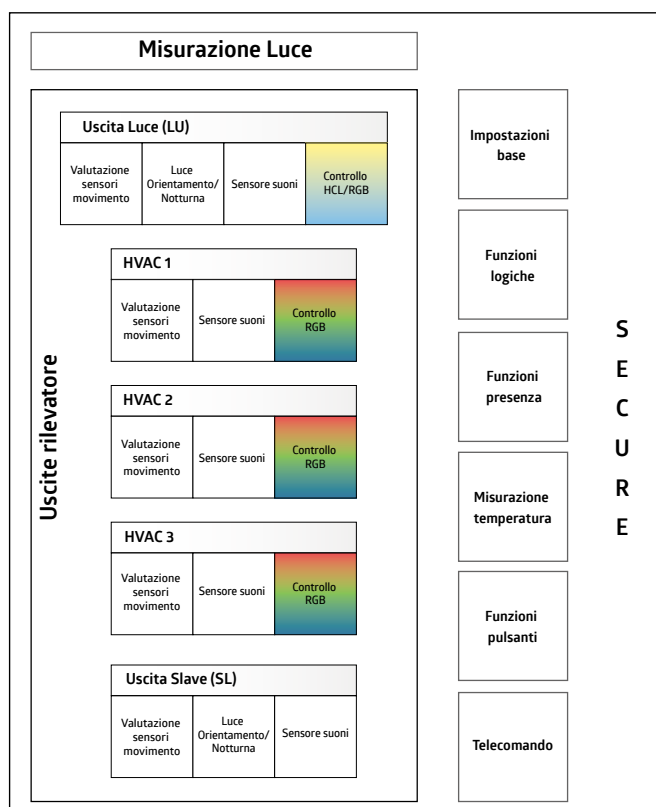 Misurazione Luce
Uscite rilevatore
Uscita Luce (LU)
Valutazione
sensori
movimento
Luce
Orientamento/
Notturna
Sensore suoni
Controllo
HCL/RGB
HVAC 1
Valutazione
sensori
movimento
Sensore suoni
Controllo
RGB
HVAC 2
Valutazione
sensori
movimento
Sensore suoni
Controllo
RGB
HVAC 3
Valutazione
sensori
movimento
Sensore suoni
Controllo
RGB
Uscita Slave (SL)
Valutazione
sensori
movimento
Luce
Orientamento/
Notturna
Sensore suoni
Impostazioni
base
Funzioni
logiche
Funzioni
presenza
Misurazione
temperatura
Funzioni
pulsanti
Telecomando
S
E
C
U
R
E